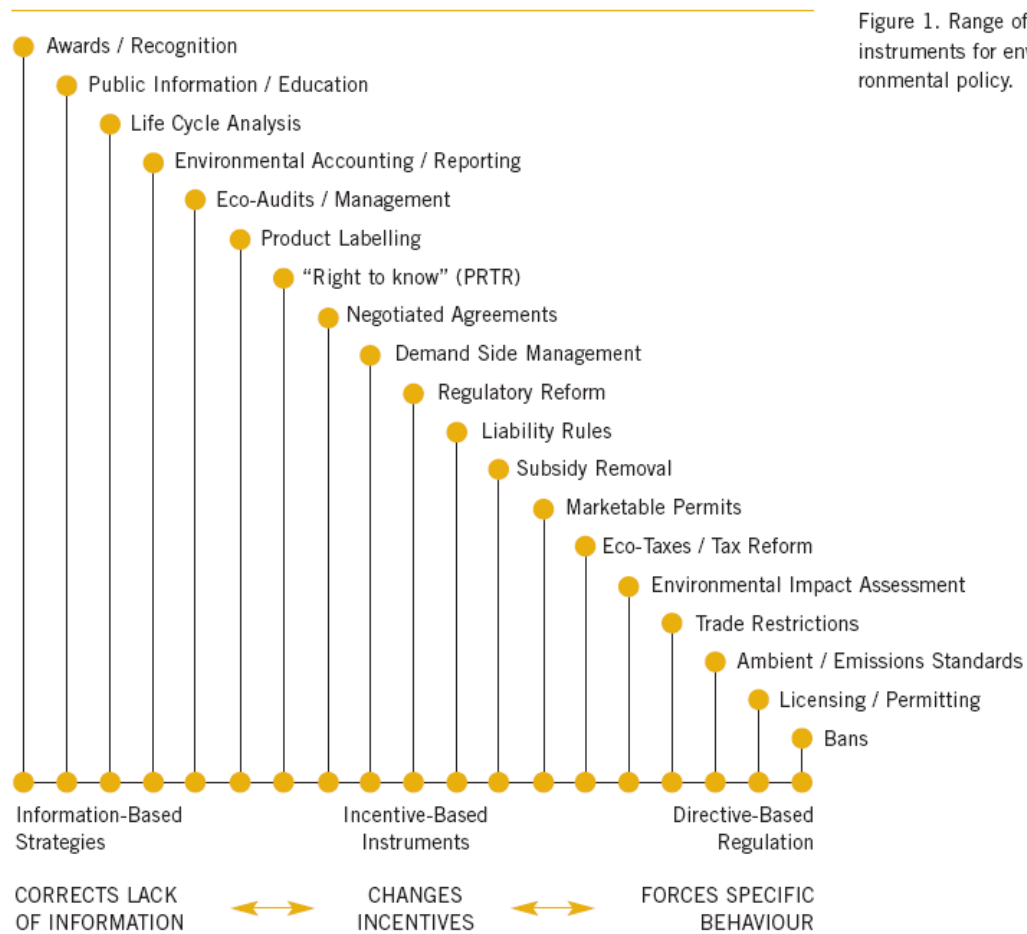 Figure 1. Range of
instruments for env
ronmental policy.
Awards / Recognition
Public Information / Education
Life Cycle Analysis
Environmental Accounting / Reporting
Eco-Audits / Management
Product Labelling
“Right to know” (PRTR)
Negotiated Agreements
Demand Side Management
Regulatory Reform
Liability Rules
Subsidy Removal
Marketable Permits
Eco-Taxes / Tax Reform
Environmental Impact Assessment
Trade Restrictions
Ambient / Emissions Standards
Licensing / Permitting
Bans
Information-Based
Strategies
Incentive-Based
Instruments
Directive-Based
Regulation
CORRECTS LACK
OF INFORMATION
CHANGES
INCENTIVES
FORCES SPECIFIC
BEHAVIOUR